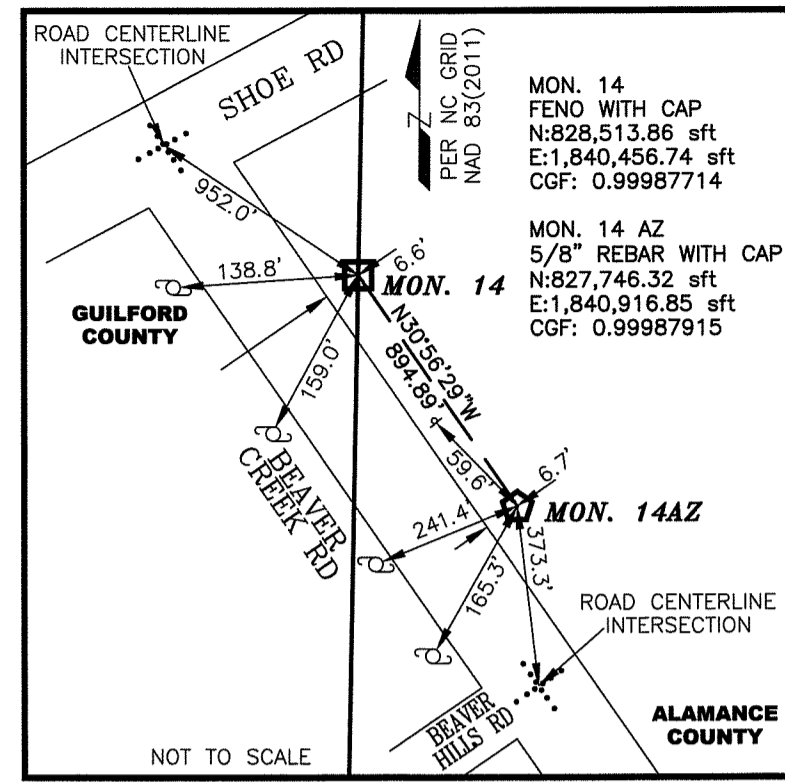 ROAD CENTERLINE
INTERSECTION
SHOE RD
Z
PER NC GRID
NAD 83(2011)
MON. 14
FENO WITH CAP
N:828,513.86 sft
E:1,840,456.74 sft
CGF: 0.99987714
MON. 14 AZ
5/8" REBAR WITH CAP
N:827,746.32 sft
E:1,840,916.85 sft
CGF: 0.99987915
952.0'
138.8'
6.6'
MON. 14
GUILFORD
COUNTY
159.0'
N30°56'29"W
894.89'
BEAVER
CREEK RD
59.6'
6.7'
241.4'
MON. 14AZ
165.3'
373.3'
ROAD CENTERLINE
INTERSECTION
BEAVER
HILLS RD
ALAMANCE
COUNTY
NOT TO SCALE